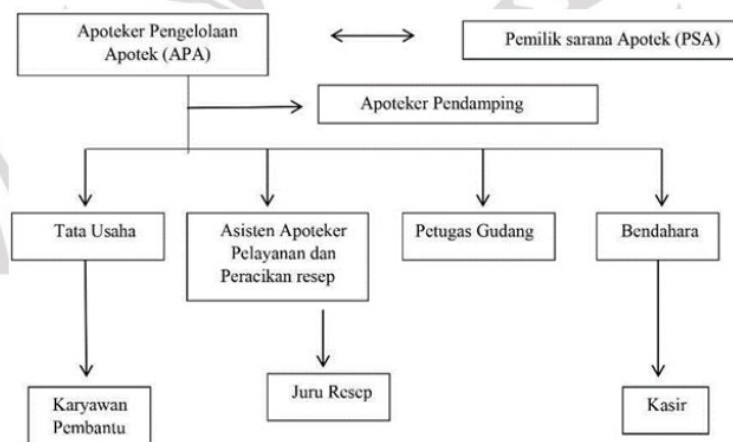 Apoteker Pengelolaan
Apotek (APA)
Pemilik sarana Apotek (PSA)
Apoteker Pendamping
Tata Usaha
Asisten Apoteker
Pelayanan dan
Peracikan resep
Petugas Gudang
Bendahara
Karyawan
Pembantu
Juru Resep
Kasir